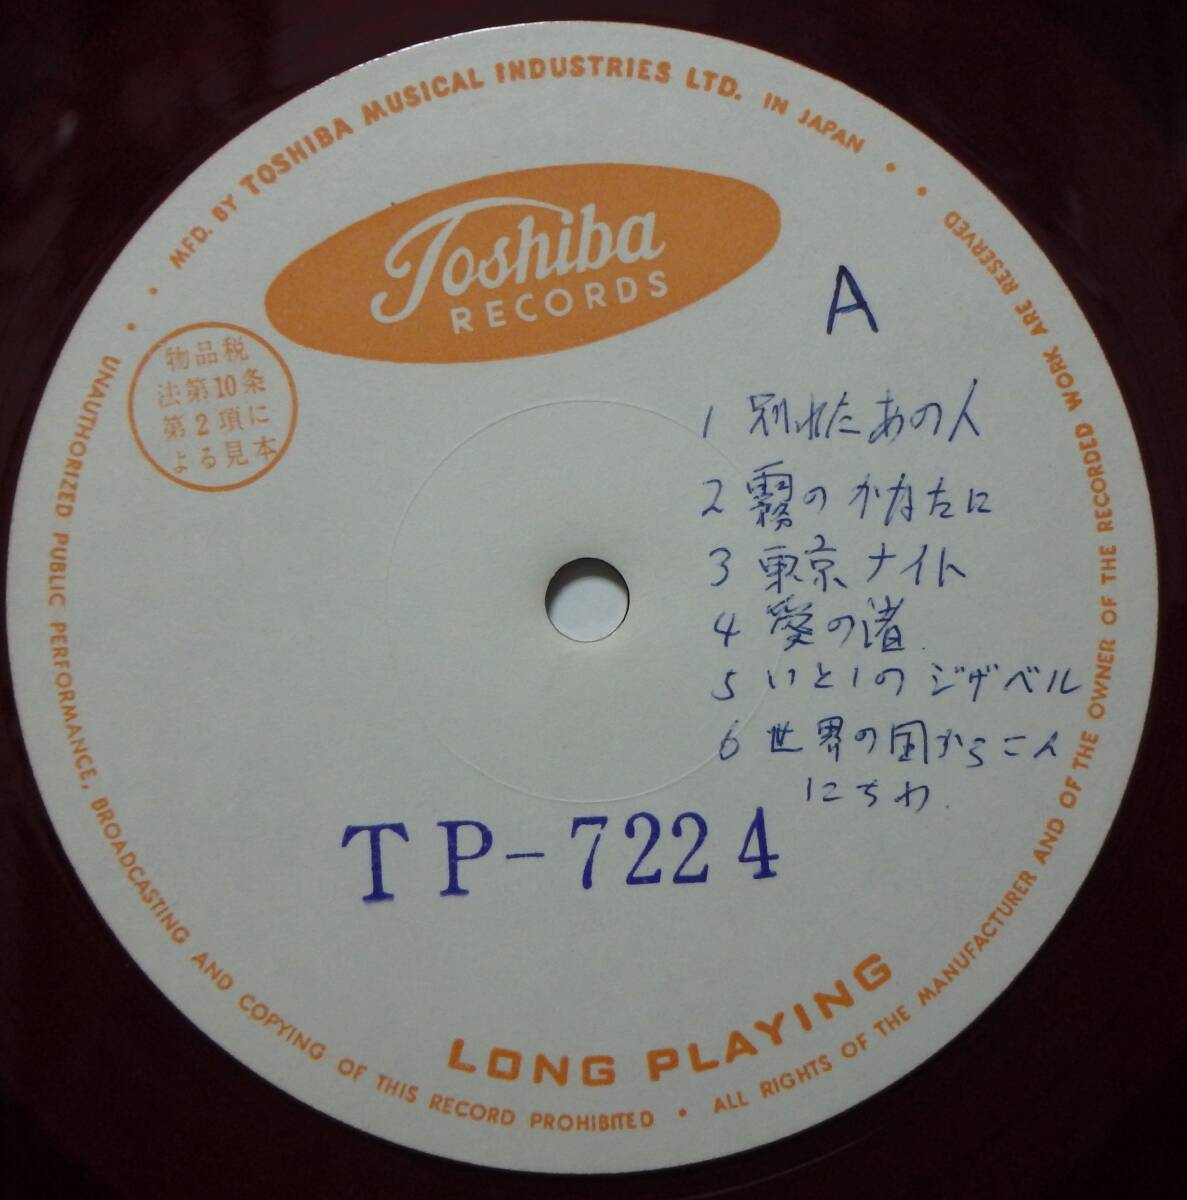 MFD. BY TOSHIBA MUSICAL INDUSTRIES LTD. IN JAPAN
Toshiba
RECORDS
物品税
法第10条
第2項に
よる見本
A
1 別れたあの人
2 霧のかなたに
3 東京ナイト
4 愛の渚
5 いとしのジザベル
6 世界の国からこん
にちわ
TP-7224
LONG PLAYING
UNAUTHORIZED PUBLIC PERFORMANCE, BROADCASTING AND COPYING OF THIS RECORD PROHIBITED • ALL RIGHTS OF THE MANUFACTURER AND OF THE OWNER OF THE RECORDED WORK ARE RESERVED